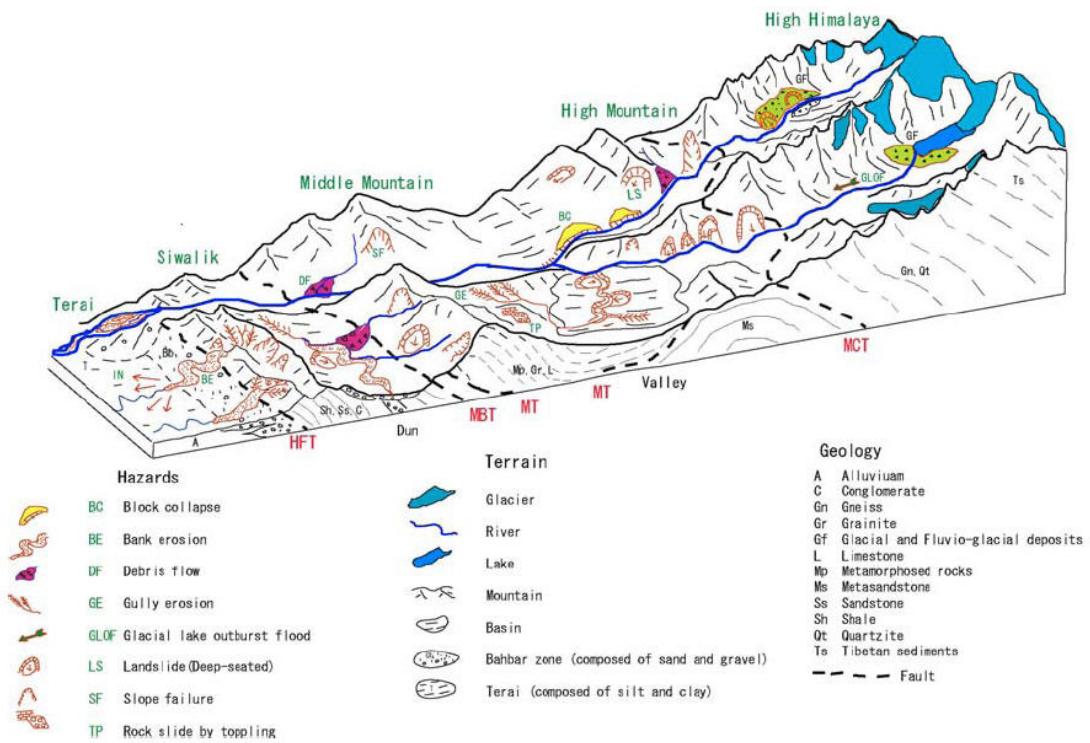 High Himalaya
GF
High Mountain
GF
GLOF
Middle Mountain
LS
Ts
BC
SF
Siwalik
DF
Gn, Qt
GE
Terai
TP
Bb
T
IN
BE
Ms
Mp, Gr, L
MCT
Valley
MT
MT
MBT
Sh, Ss, C
Dun
HFT
A
Hazards
BC Block collapse
BE Bank erosion
DF Debris flow
GE Gully erosion
GLOF Glacial lake outburst flood
LS Landslide(Deep-seated)
SF Slope failure
TP Rock slide by toppling
Terrain
Glacier
River
Lake
Mountain
Basin
Bahbar zone (composed of sand and gravel)
Terai (composed of silt and clay)
Geology
A Alluviuam
C Conglomerate
Gn Gneiss
Gr Grainite
Gf Glacial and Fluvio-glacial deposits
L Limestone
Mp Metamorphosed rocks
Ms Metasandstone
Ss Sandstone
Sh Shale
Qt Quartzite
Ts Tibetan sediments
Fault